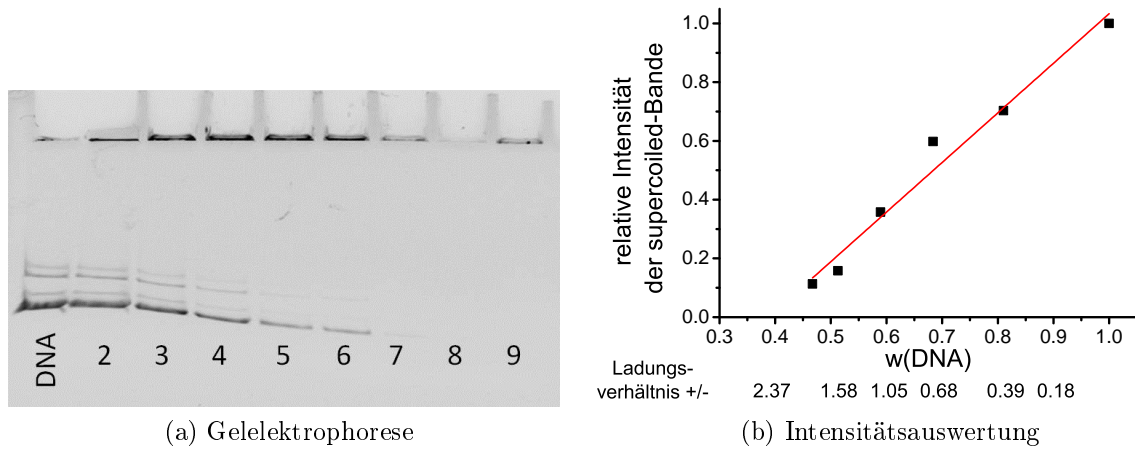 DNA 2 3 4 5 6 7 8 9
(a) Gelelektrophorese
relative Intensität
der supercoiled-Bande
1.0
0.8
0.6
0.4
0.2
0.0
0.3 0.4 0.5 0.6 0.7 0.8 0.9 1.0
w(DNA)
Ladungs-
verhältnis +/- 2.37 1.58 1.05 0.68 0.39 0.18
(b) Intensitätsauswertung